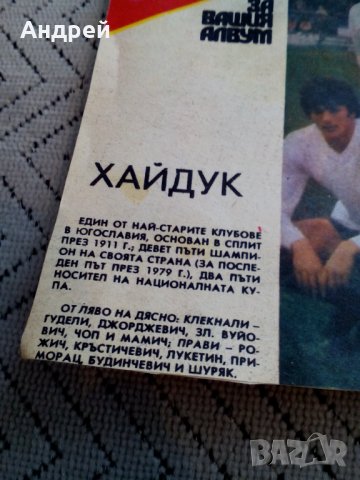 Андрей
ЗА
ВАШИЯ
АЛБУМ
ХАЙДУК
ЕДИН ОТ НАЙ-СТАРИТЕ КЛУБОВЕ
В ЮГОСЛАВИЯ, ОСНОВАН В СПЛИТ
ПРЕЗ 1911 Г.; ДЕВЕТ ПЪТИ ШАМПИ-
ОН НА СВОЯТА СТРАНА (ЗА ПОСЛЕ-
ДЕН ПЪТ ПРЕЗ 1979 Г.), ДВА ПЪТИ
НОСИТЕЛ НА НАЦИОНАЛНАТА КУ-
ПА.
ОТ ЛЯВО НА ДЯСНО: КЛЕКНАЛИ –
ГУДЕЛИ, ДЖОРДЖЕВИЧ, ЗЛ. ВУЙО-
ВИЧ, ЧОП И МАМИЧ; ПРАВИ – РО-
ЖИЧ, КРЪСТИЧЕВИЧ, ЛУКЕТИН, ПРИ-
МОРАЦ, БУДИНЧЕВИЧ И ШУРЯК.
BAZAR